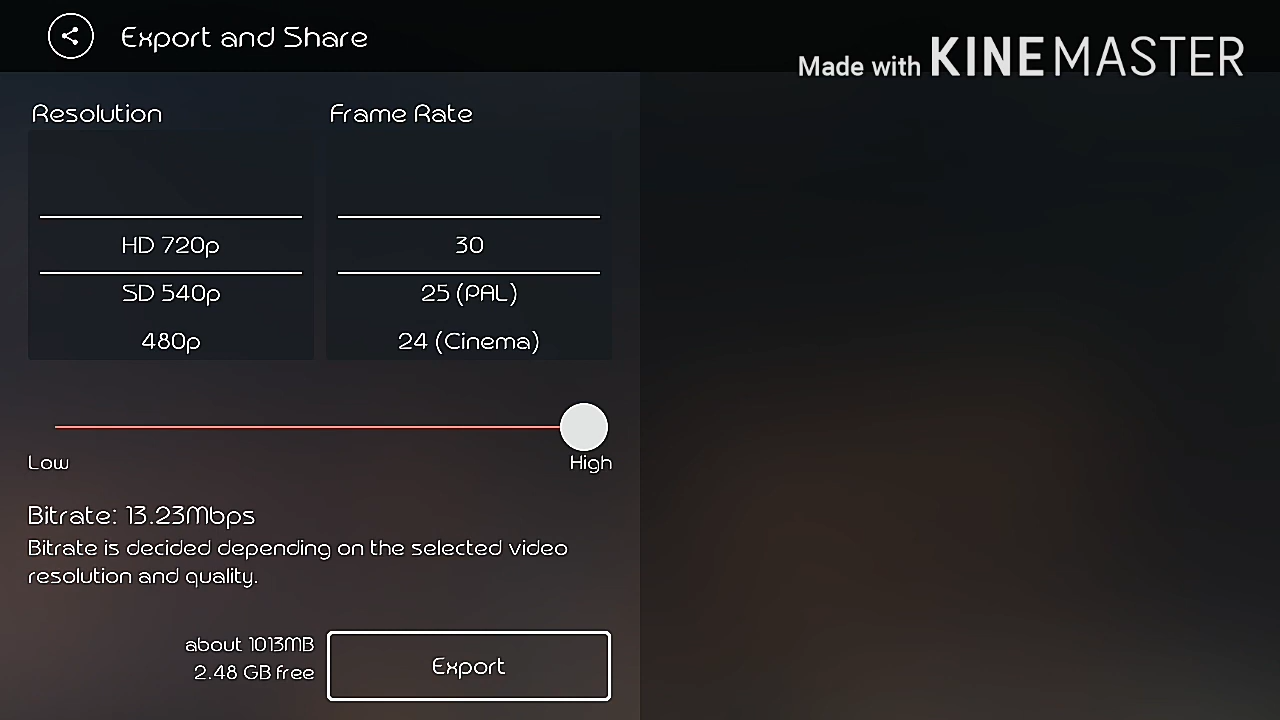 Export and Share
Made with KINEMASTER
Resolution
Frame Rate
HD 720p
30
SD 540p
25 (PAL)
480p
24 (Cinema)
Low
High
Bitrate: 13.23Mbps
Bitrate is decided depending on the selected video
resolution and quality.
about 1013MB
2.48 GB free
Export